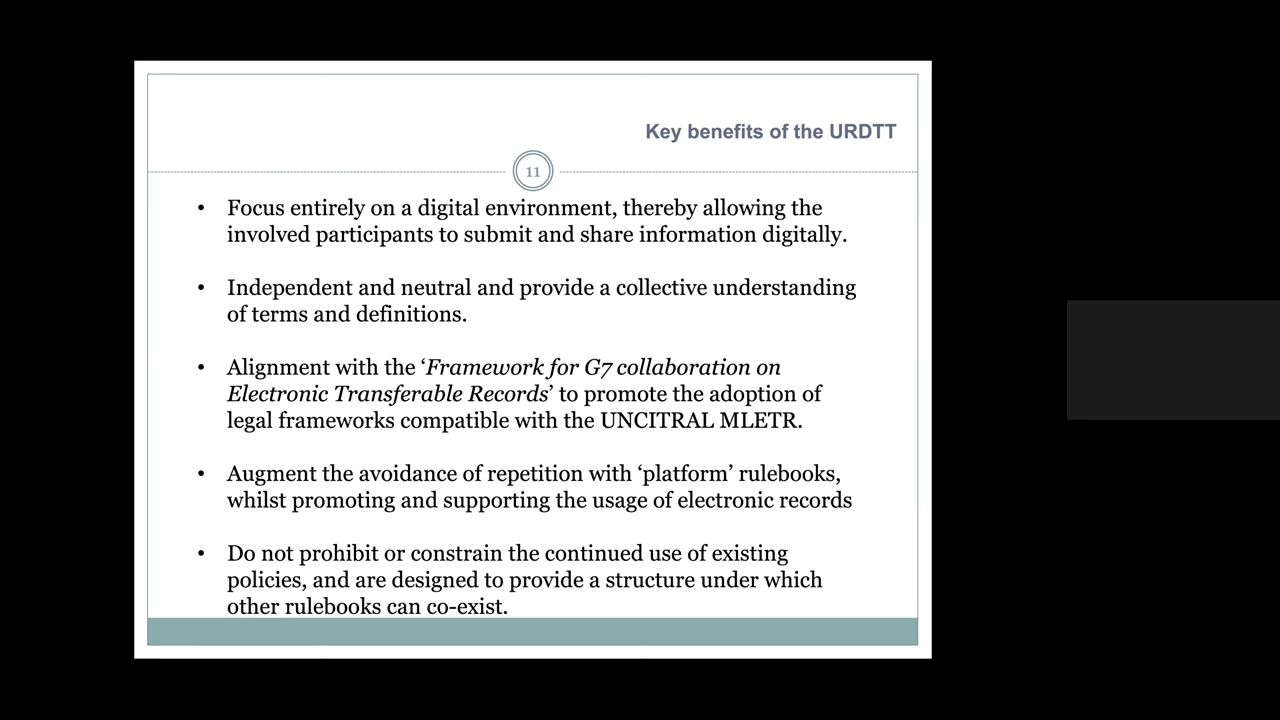 Key benefits of the URDTT
11
• Focus entirely on a digital environment, thereby allowing the
involved participants to submit and share information digitally.
• Independent and neutral and provide a collective understanding
of terms and definitions.
• Alignment with the ‘Framework for G7 collaboration on
Electronic Transferable Records’ to promote the adoption of
legal frameworks compatible with the UNCITRAL MLETR.
• Augment the avoidance of repetition with ‘platform’ rulebooks,
whilst promoting and supporting the usage of electronic records
• Do not prohibit or constrain the continued use of existing
policies, and are designed to provide a structure under which
other rulebooks can co-exist.